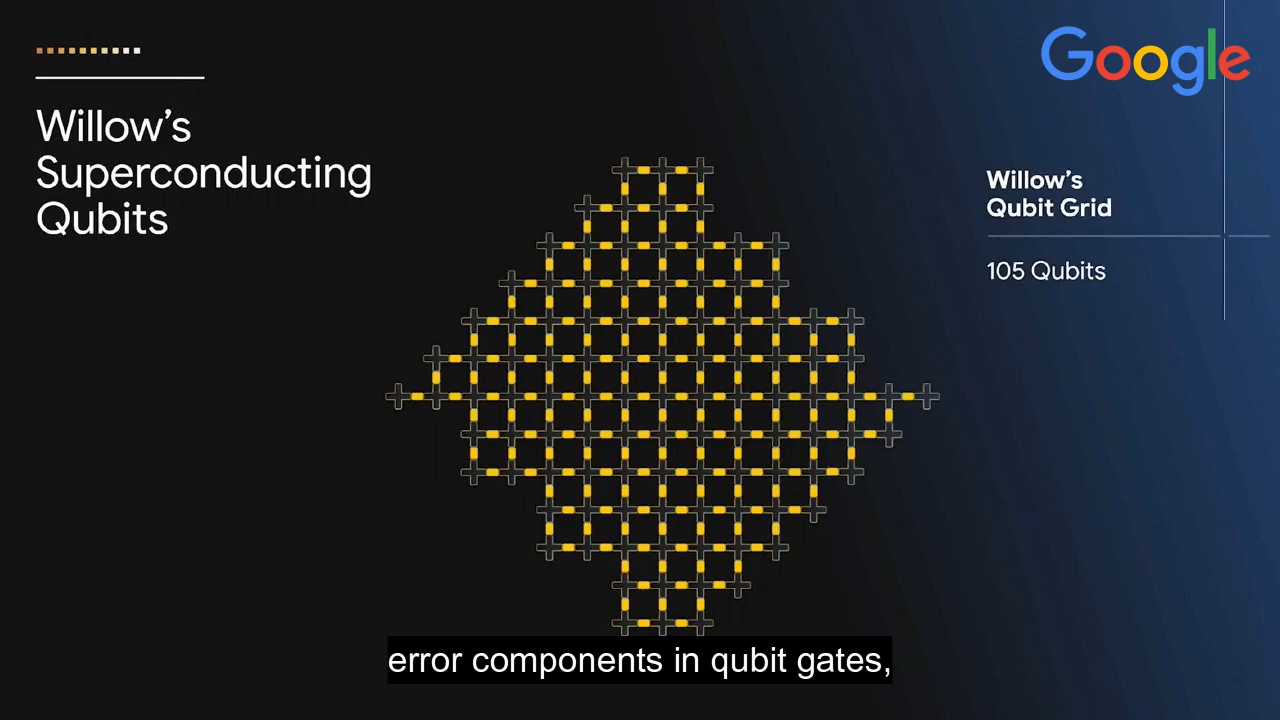 Google
Willow’s
Superconducting
Qubits
Willow’s
Qubit Grid
105 Qubits
error components in qubit gates,